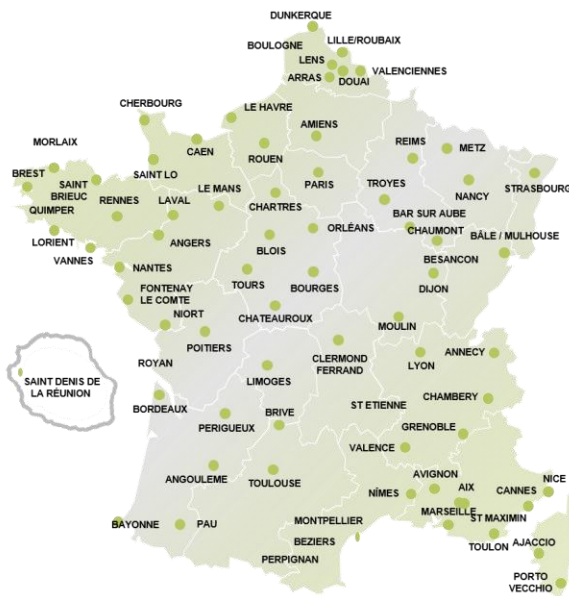 DUNKERQUE
LILLE/ROUBAIX
BOULOGNE
LENS
VALENCIENNES
ARRAS
DOUAI
CHERBOURG
LE HAVRE
AMIENS
MORLAIX
CAEN
ROUEN
REIMS
METZ
BREST
SAINT
BRIEUC
SAINT LO
PARIS
TROYES
NANCY
STRASBOURG
QUIMPER
RENNES
LAVAL
LE MANS
CHARTRES
BAR SUR AUBE
LORIENT
ANGERS
ORLÉANS
CHAUMONT
BÂLE / MULHOUSE
VANNES
BLOIS
BESANCON
NANTES
TOURS
BOURGES
DIJON
FONTENAY
LE COMTE
NIORT
CHATEAUROUX
MOULIN
POITIERS
CLERMOND
FERRAND
LYON
ANNECY
ROYAN
LIMOGES
SAINT DENIS DE
LA RÉUNION
BORDEAUX
ST ETIENNE
CHAMBERY
PERIGUEUX
BRIVE
GRENOBLE
VALENCE
ANGOULEME
TOULOUSE
AVIGNON
NÎMES
AIX
CANNES
NICE
BAYONNE
PAU
MONTPELLIER
MARSEILLE
ST MAXIMIN
BEZIERS
TOULON
AJACCIO
PERPIGNAN
PORTO
VECCHIO